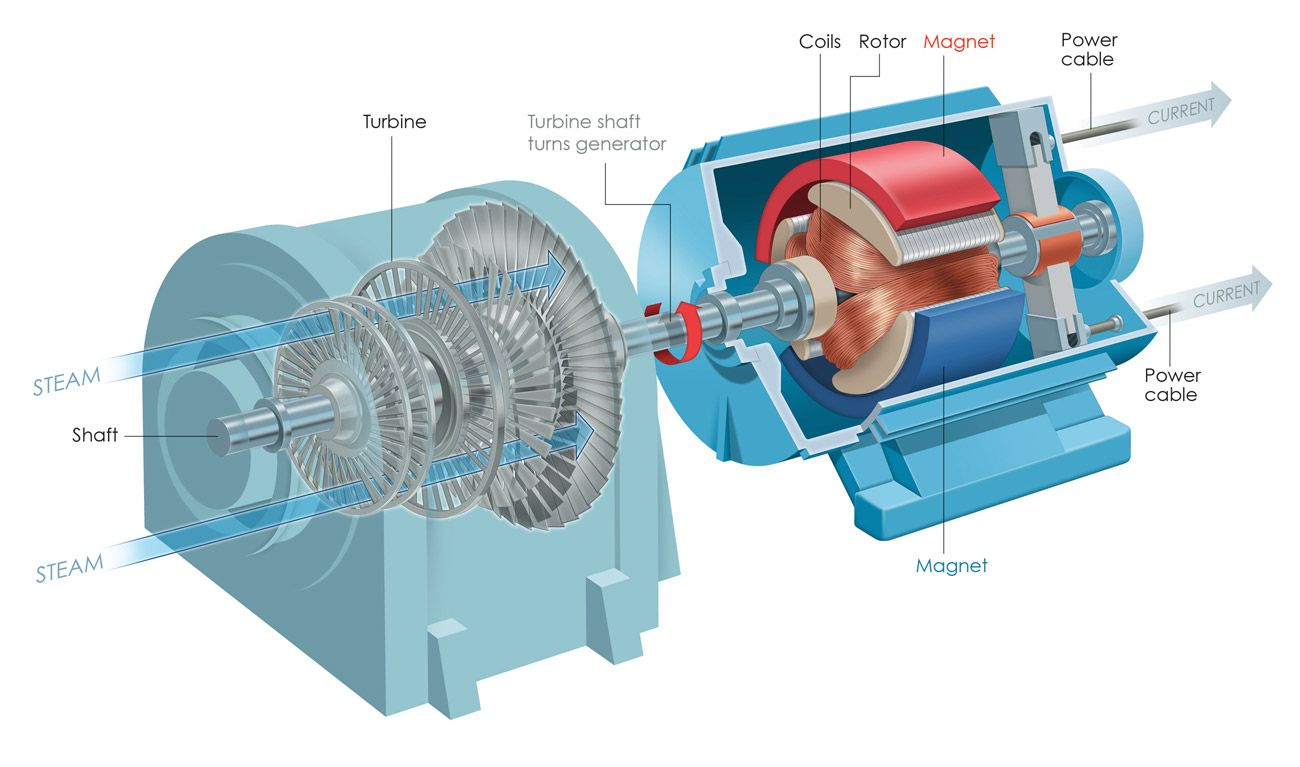 Coils
Rotor
Magnet
Power
cable
CURRENT
Turbine
Turbine shaft
turns generator
STEAM
Shaft
CURRENT
Power
cable
STEAM
Magnet